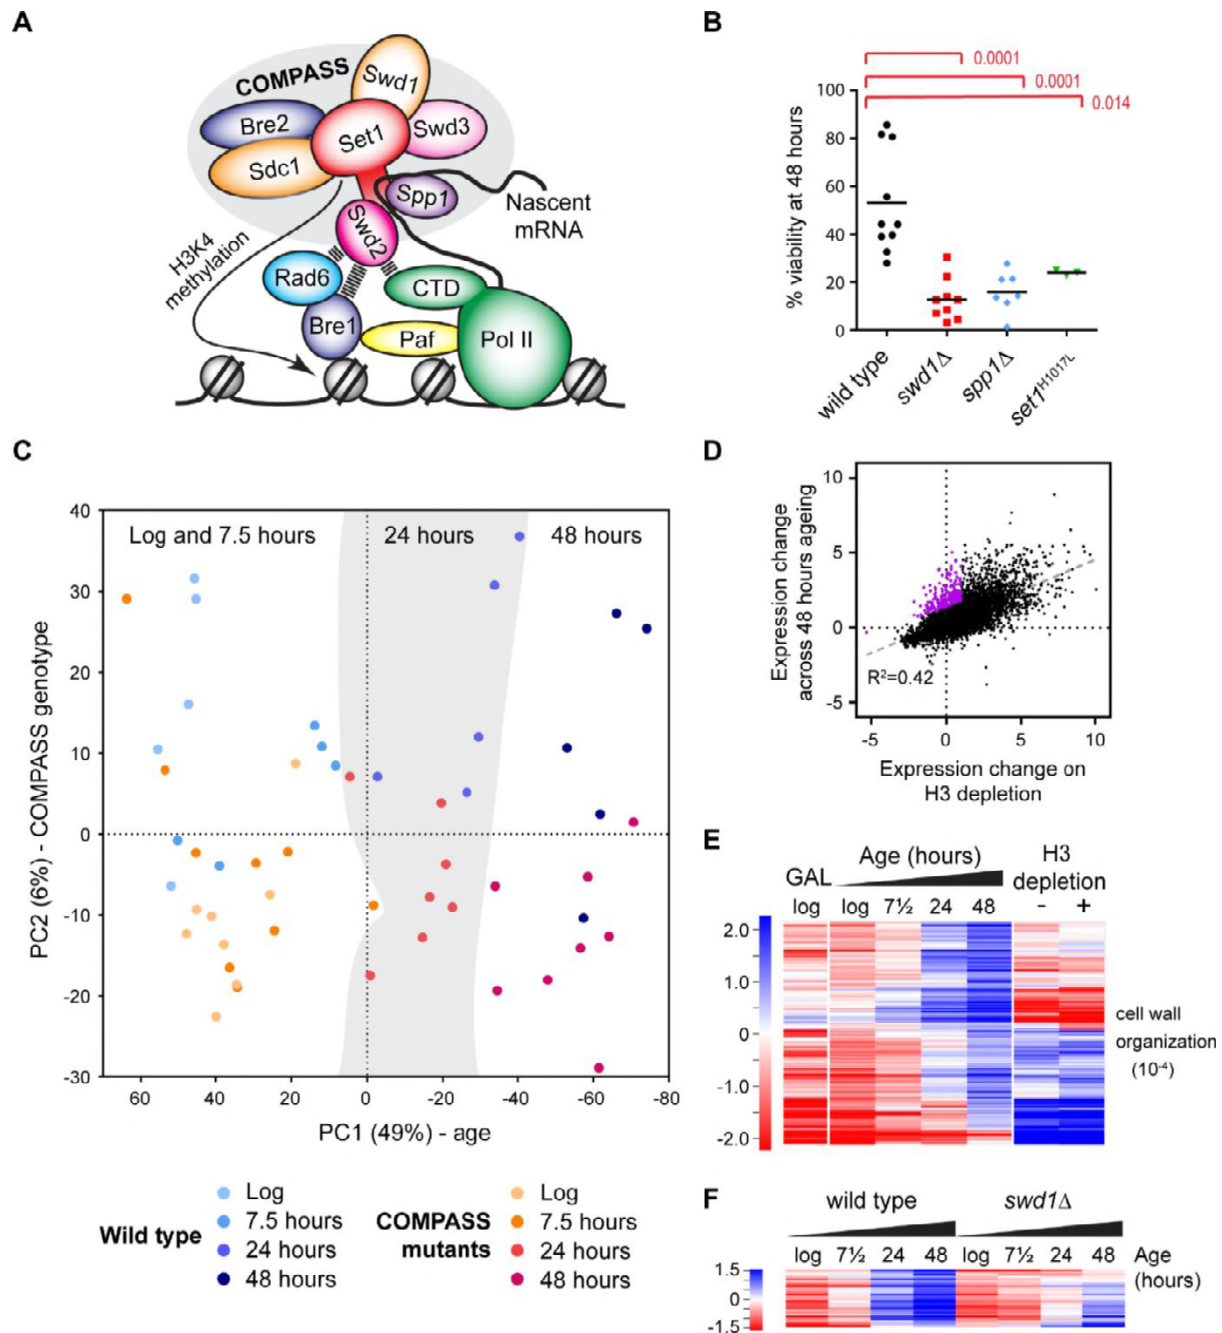 A
COMPASS
Swd1
Bre2
Set1
Swd3
Sdc1
Spp1
Nascent
mRNA
Swd2
H3K4
methylation
Rad6
CTD
Bre1
Paf
Pol II
B
0.0001
0.0001
0.014
% viability at 48 hours
100
80
60
40
20
0
wild type
swd1Δ
spp1Δ
set1H1017L
C
PC2 (6%) - COMPASS genotype
40
30
20
10
0
-10
-20
-30
Log and 7.5 hours
24 hours
48 hours
60
40
20
0
-20
-40
-60
-80
PC1 (49%) - age
Wild type
Log
7.5 hours
24 hours
48 hours
COMPASS
mutants
Log
7.5 hours
24 hours
48 hours
D
Expression change
across 48 hours ageing
10
5
0
-5
R²=0.42
-5
0
5
10
Expression change on
H3 depletion
E
Age (hours)
H3
GAL
depletion
log
log
7½
24
48
-
+
2.0
1.0
0
-1.0
-2.0
cell wall
organization
(10⁻⁴)
F
wild type
swd1Δ
log
7½
24
48
log
7½
24
48
Age
(hours)
1.5
0
-1.5